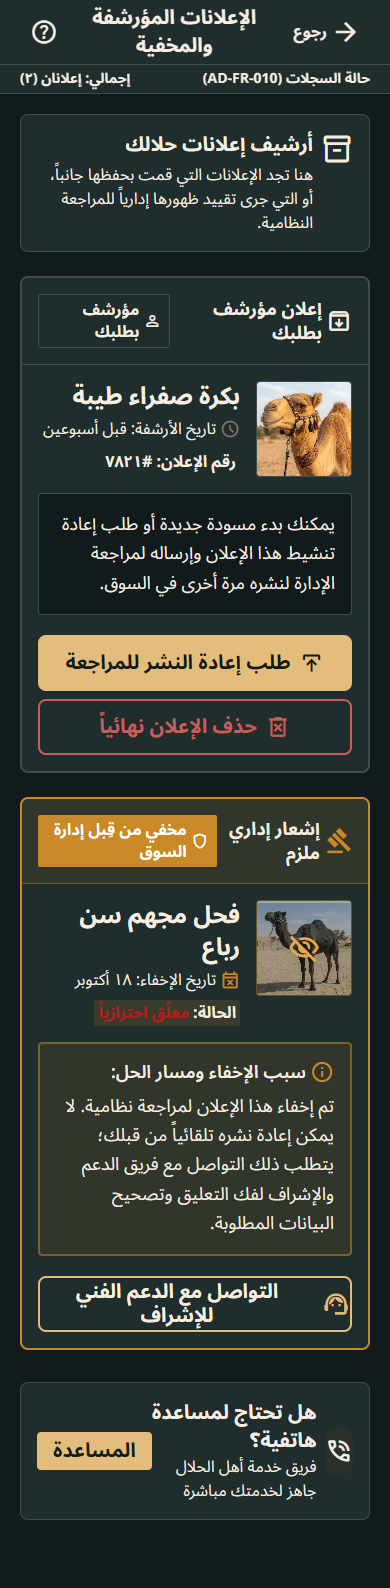 رجوع
الإعلانات المؤرشفة
والمخفية
حالة السجلات (AD-FR-010)
إجمالي: إعلانان (٢)
أرشيف إعلانات حلالك
هنا تجد الإعلانات التي قمت بحفظها جانباً،
أو التي جرى تقييد ظهورها إدارياً للمراجعة
النظامية.
إعلان مؤرشف
بطلبك
مؤرشف
بطلبك
بكرة صفراء طيبة
تاريخ الأرشفة: قبل أسبوعين
رقم الإعلان: #٧٨٢١
يمكنك بدء مسودة جديدة أو طلب إعادة
تنشيط هذا الإعلان وإرساله لمراجعة
الإدارة لنشره مرة أخرى في السوق.
طلب إعادة النشر للمراجعة
حذف الإعلان نهائياً
إشعار إداري
ملزم
مخفي من قِبل إدارة
السوق
فحل مجهم سن
رباع
تاريخ الإخفاء: ١٨ أكتوبر
الحالة: معلّق احترازياً
سبب الإخفاء ومسار الحل:
تم إخفاء هذا الإعلان لمراجعة نظامية. لا
يمكن إعادة نشره تلقائياً من قبلك؛
يتطلب ذلك التواصل مع فريق الدعم
والإشراف لفك التعليق وتصحيح
البيانات المطلوبة.
التواصل مع الدعم الفني
للإشراف
هل تحتاج لمساعدة
هاتفية؟
فريق خدمة أهل الحلال
جاهز لخدمتك مباشرة
المساعدة